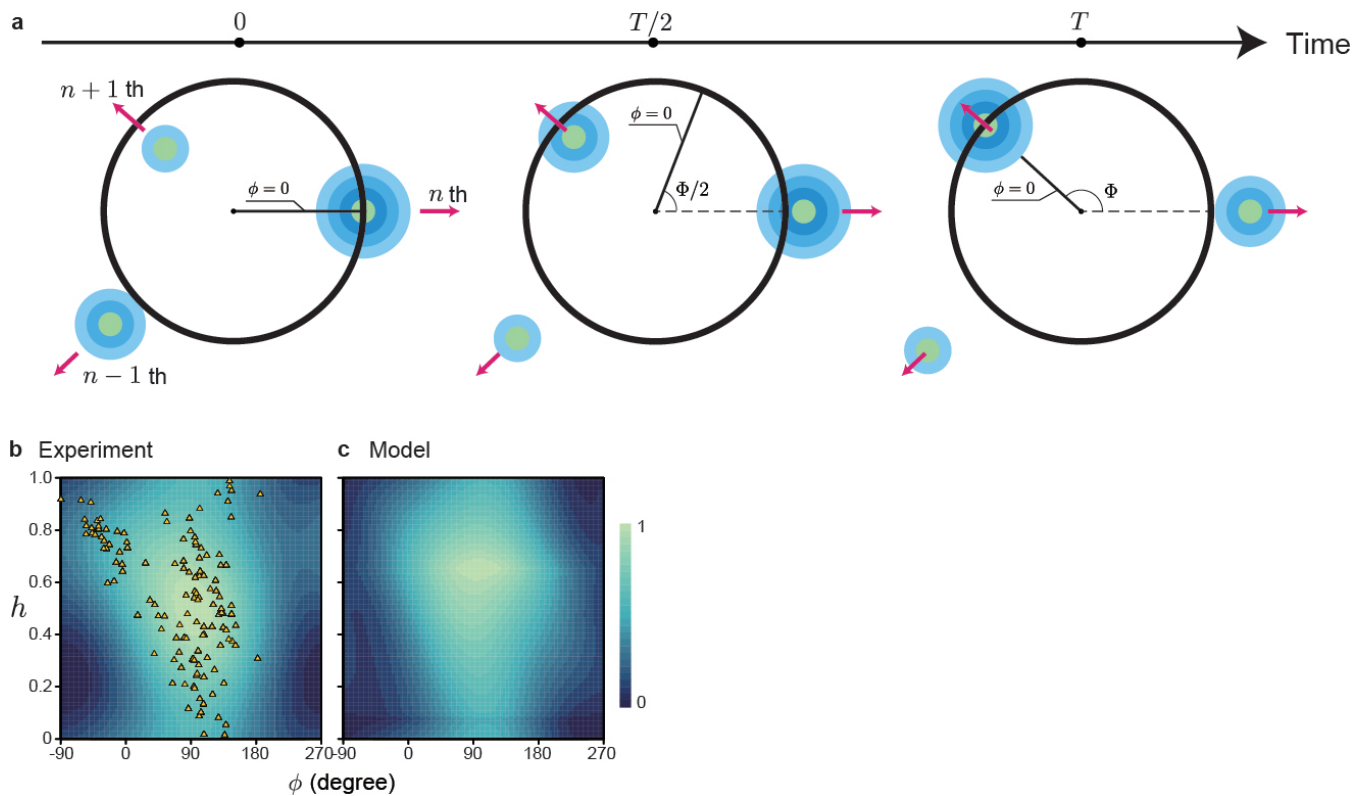 a
0
T/2
T
Time
n + 1 th
ϕ = 0
n th
n − 1 th
ϕ = 0
Φ/2
ϕ = 0
Φ
b Experiment
c Model
1.0
0.8
0.6
h
0.4
0.2
0
-90 0 90 180 270
-90 0 90 180 270
ϕ (degree)
1
0